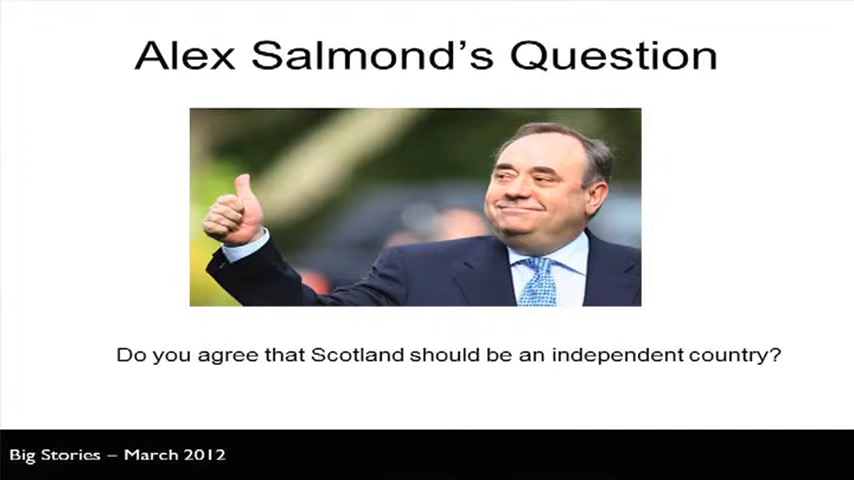 Alex Salmond’s Question
Do you agree that Scotland should be an independent country?
Big Stories – March 2012